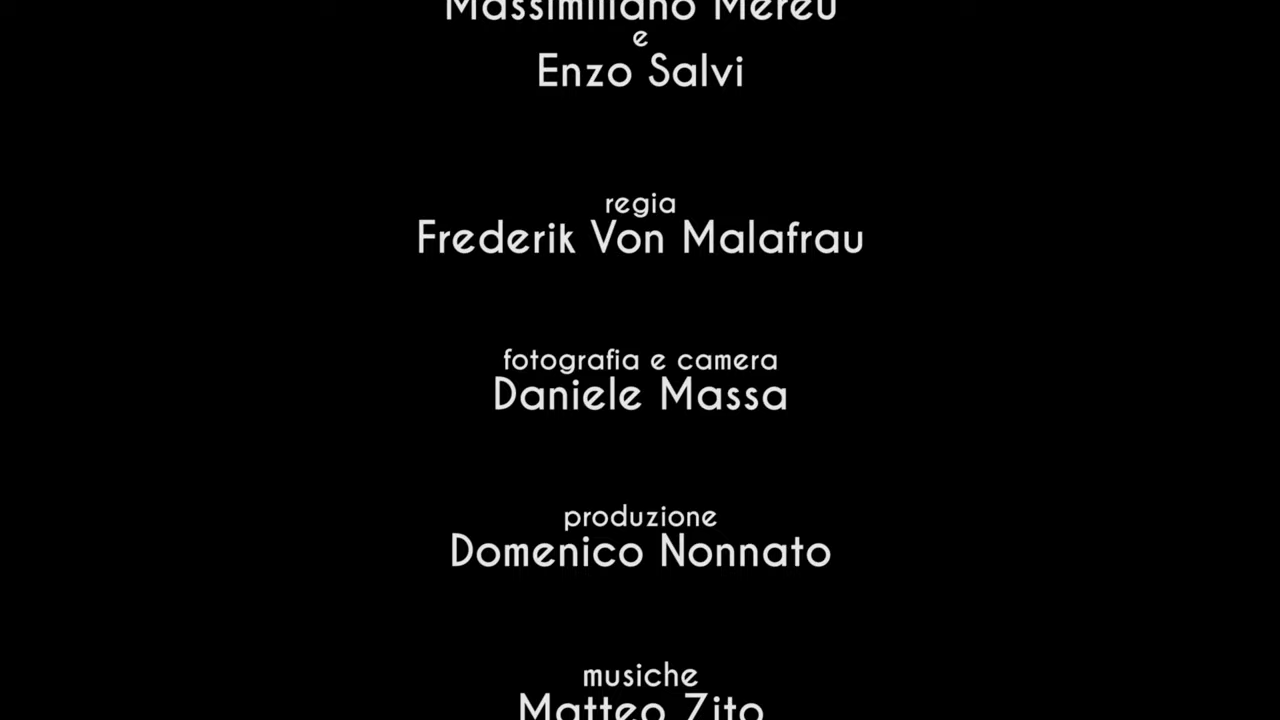 Massimiliano Mereu
e
Enzo Salvi
regia
Frederik Von Malafrau
fotografia e camera
Daniele Massa
produzione
Domenico Nonnato
musiche
Matteo Zito